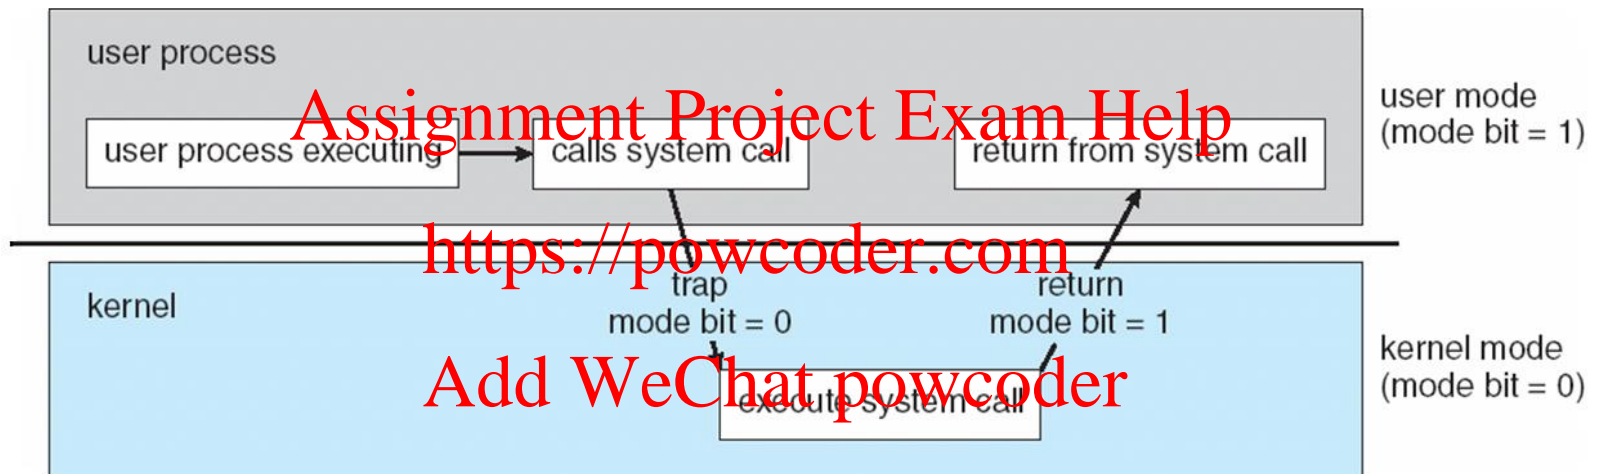 user process
Assignment Project Exam Help
user mode
(mode bit = 1)
user process executing
calls system call
return from system call
https://powcoder.com
kernel
trap
mode bit = 0
return
mode bit = 1
kernel mode
(mode bit = 0)
Add WeChat powcoder
execute system call